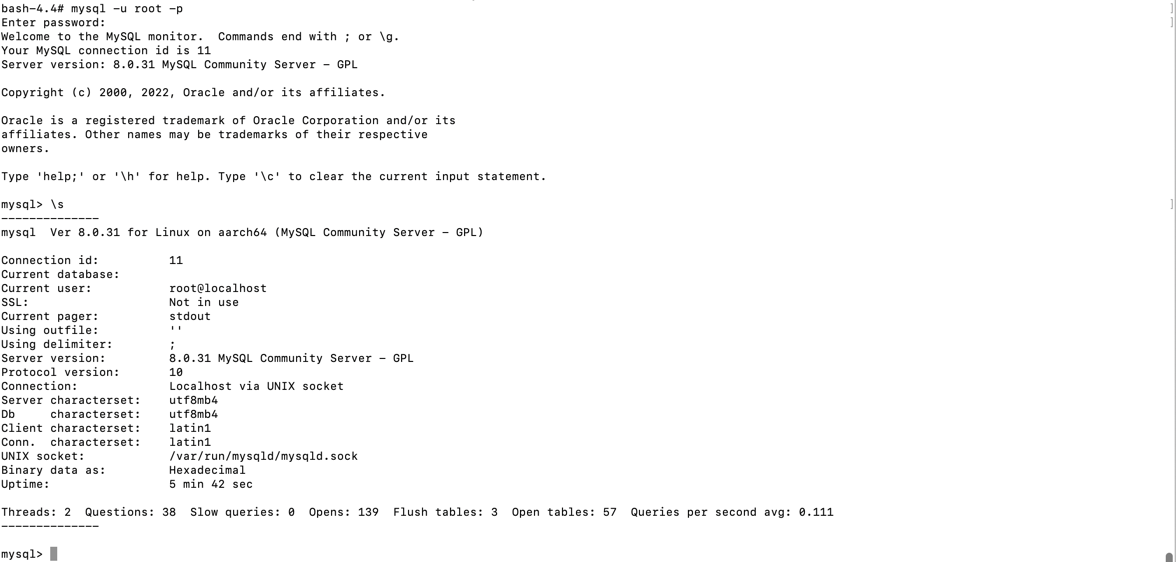 bash-4.4# mysql -u root -p
Enter password:
Welcome to the MySQL monitor.  Commands end with ; or \g.
Your MySQL connection id is 11
Server version: 8.0.31 MySQL Community Server - GPL
Copyright (c) 2000, 2022, Oracle and/or its affiliates.
Oracle is a registered trademark of Oracle Corporation and/or its
affiliates. Other names may be trademarks of their respective
owners.
Type 'help;' or '\h' for help. Type '\c' to clear the current input statement.
mysql> \s
--------------
mysql  Ver 8.0.31 for Linux on aarch64 (MySQL Community Server - GPL)
Connection id:          11
Current database:
Current user:           root@localhost
SSL:                    Not in use
Current pager:          stdout
Using outfile:          ''
Using delimiter:        ;
Server version:         8.0.31 MySQL Community Server - GPL
Protocol version:       10
Connection:             Localhost via UNIX socket
Server characterset:    utf8mb4
Db     characterset:    utf8mb4
Client characterset:    latin1
Conn.  characterset:    latin1
UNIX socket:            /var/run/mysqld/mysqld.sock
Binary data as:         Hexadecimal
Uptime:                 5 min 42 sec
Threads: 2  Questions: 38  Slow queries: 0  Opens: 139  Flush tables: 3  Open tables: 57  Queries per second avg: 0.111
--------------
mysql>